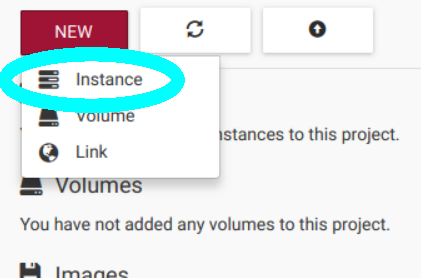 NEW
Instance
Volume
Link
nstances to this project.
Volumes
You have not added any volumes to this project.
Images